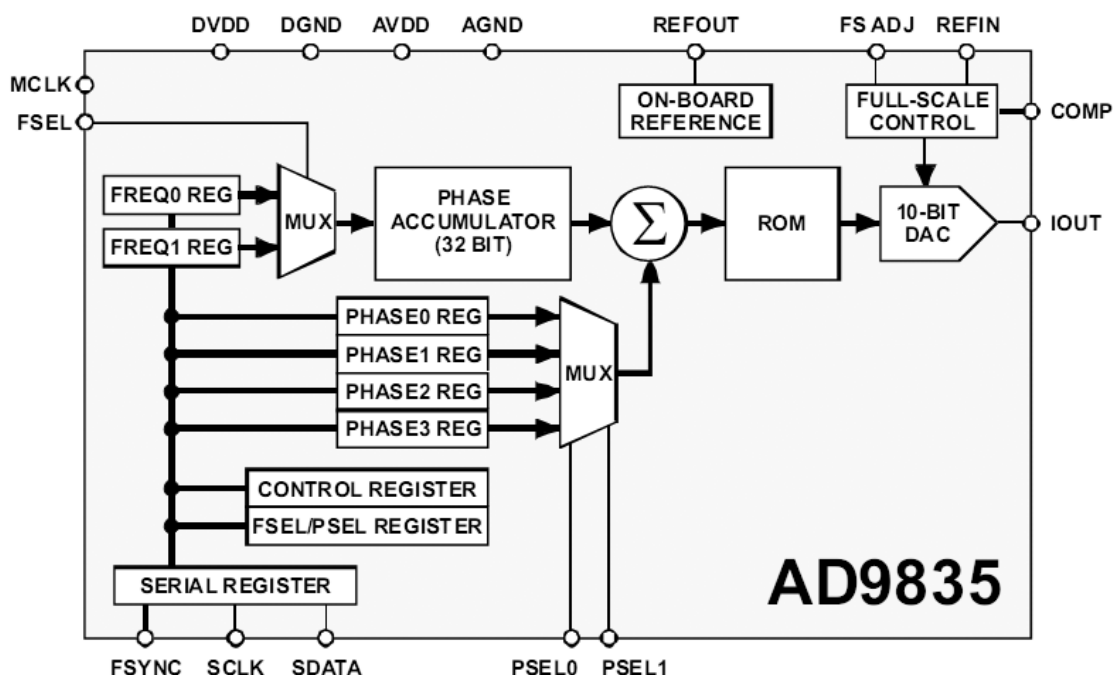 DVDD DGND AVDD AGND REFOUT FS ADJ REFIN
MCLK
FSEL
ON-BOARD
REFERENCE
FULL-SCALE
CONTROL
COMP
FREQ0 REG
FREQ1 REG
MUX
PHASE
ACCUMULATOR
(32 BIT)
Σ
ROM
10-BIT
DAC
IOUT
PHASE0 REG
PHASE1 REG
PHASE2 REG
PHASE3 REG
MUX
CONTROL REGISTER
FSEL/PSEL REGISTER
SERIAL REGISTER
AD9835
FSYNC SCLK SDATA PSEL0 PSEL1